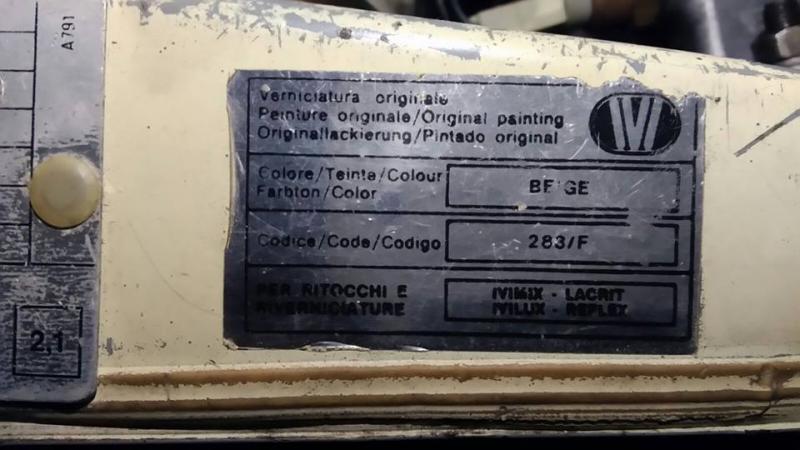 A791
Verniciatura originale
Peinture originale/Original painting
Originallackierung/Pintado original
IVI
Colore/Teinte/Colour
Farbton/Color
BEIGE
Codice/Code/Codigo
283/F
PER RITOCCHI E
RIVERNICIATURE
IVIMIX - LACRIT
IVILUX - REFLEX
2,1